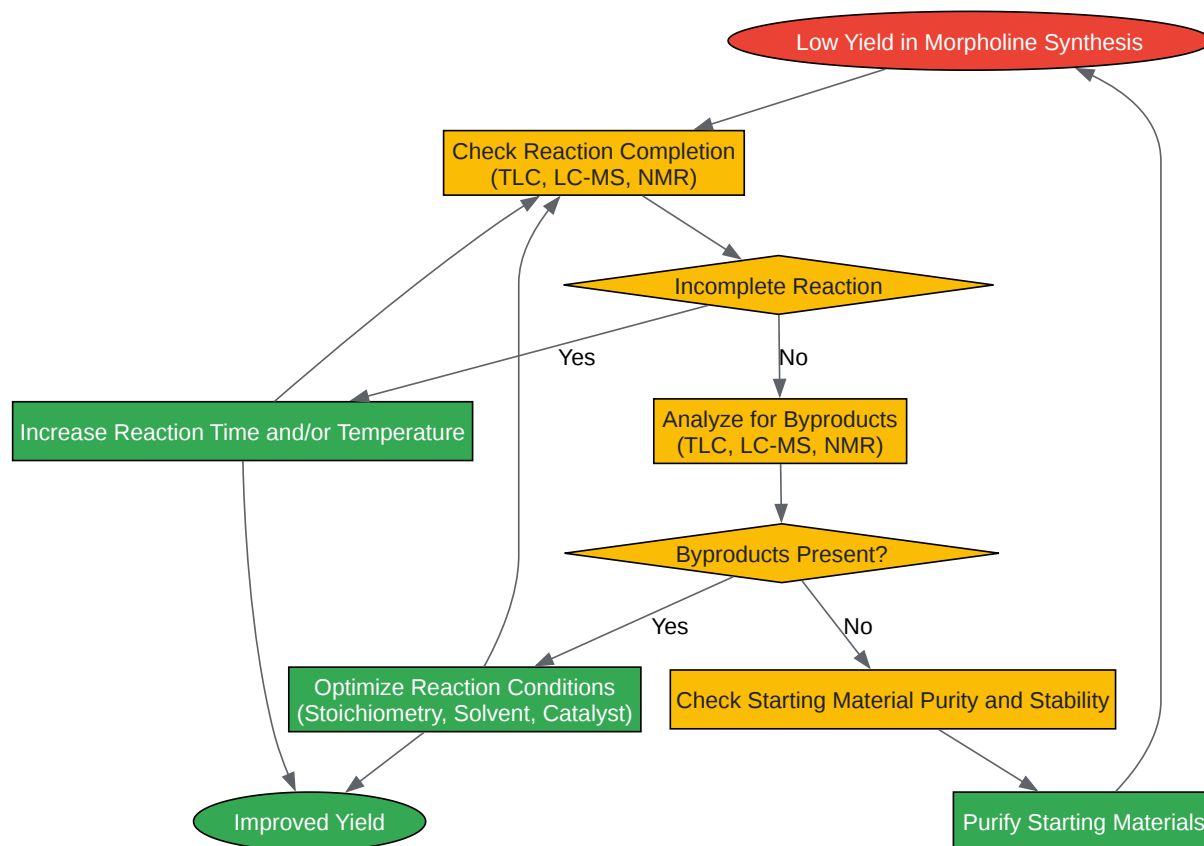 Low Yield in Morpholine Synthesis
Check Reaction Completion
(TLC, LC-MS, NMR)
Incomplete Reaction
Yes
No
Increase Reaction Time and/or Temperature
Analyze for Byproducts
(TLC, LC-MS, NMR)
Byproducts Present?
Yes
No
Optimize Reaction Conditions
(Stoichiometry, Solvent, Catalyst)
Check Starting Material Purity and Stability
Improved Yield
Purify Starting Materials